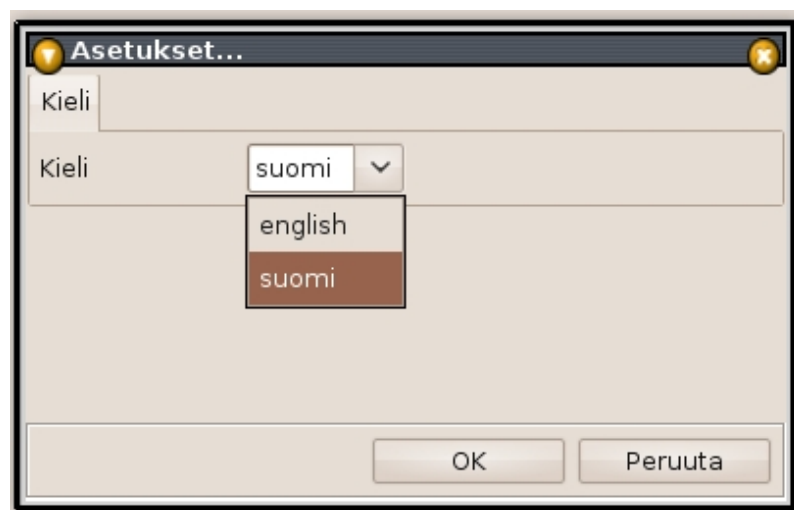 Asetukset...
Kieli
Kieli suomi
english
suomi
OK Peruuta